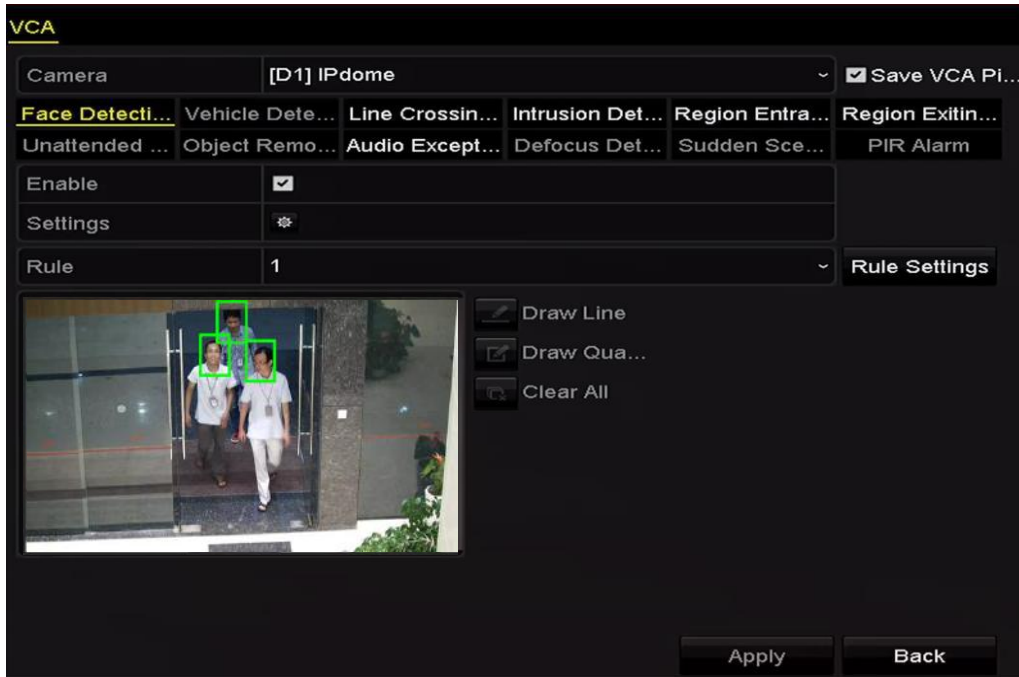 VCA
Camera [D1] IPdome Save VCA Pi...
Face Detecti... Vehicle Dete... Line Crossin... Intrusion Det... Region Entra... Region Exitin...
Unattended ... Object Remo... Audio Except... Defocus Det... Sudden Sce... PIR Alarm
Enable
Settings
Rule 1 Rule Settings
Draw Line
Draw Qua...
Clear All
Apply Back